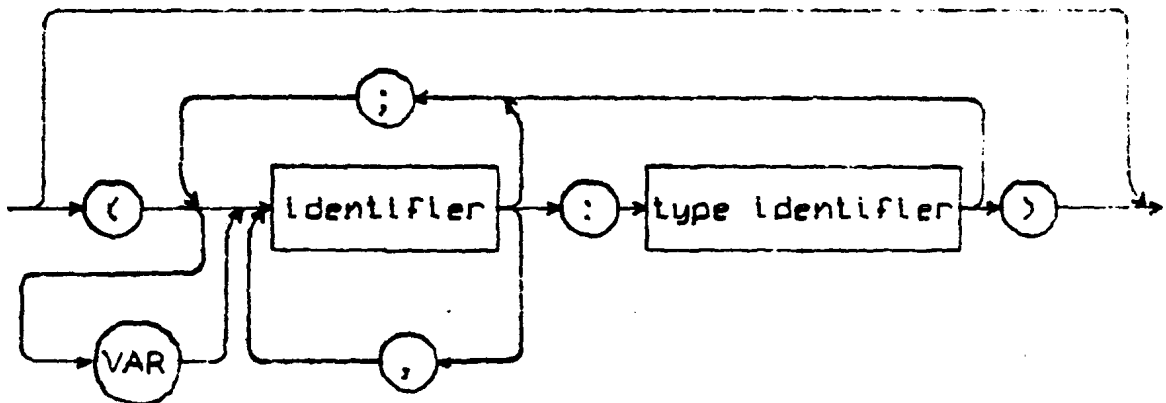 ;
( identifier : type identifier )
VAR ,